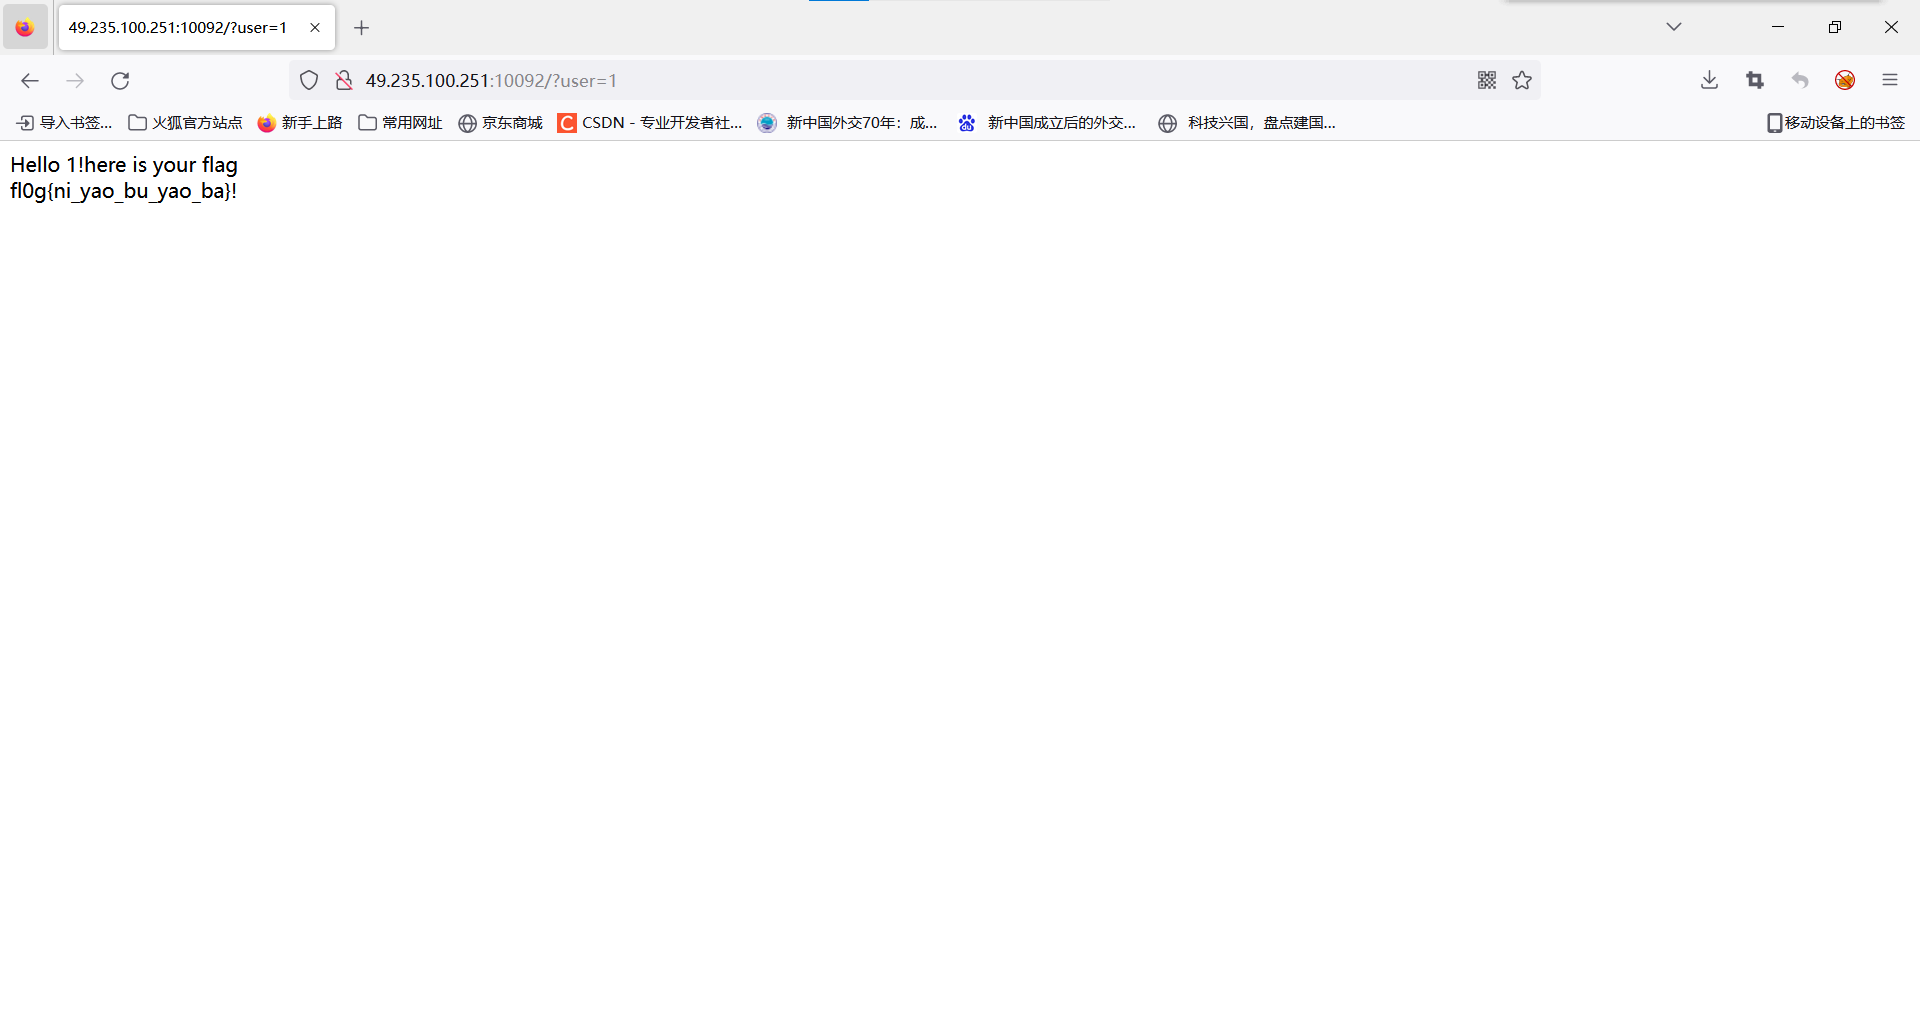 49.235.100.251:10092/?user=1
49.235.100.251:10092/?user=1
导入书签... 火狐官方站点 新手上路 常用网址 京东商城 C CSDN - 专业开发者社... 新中国外交70年：成... du 新中国成立后的外交... 科技兴国，盘点建国... 移动设备上的书签
Hello 1!here is your flag
fl0g{ni_yao_bu_yao_ba}!